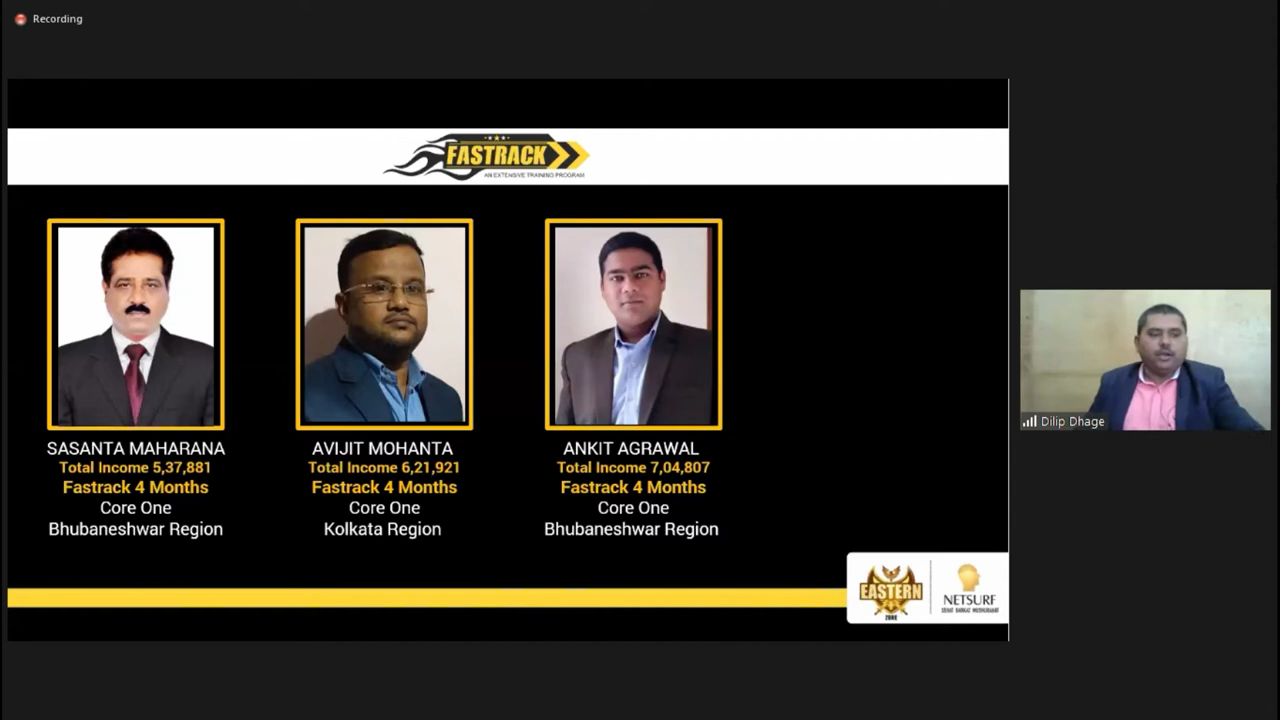 Recording
FASTRACK
AN EXTENSIVE TRAINING PROGRAM
SASANTA MAHARANA
Total Income 5,37,881
Fastrack 4 Months
Core One
Bhubaneshwar Region
AVIJIT MOHANTA
Total Income 6,21,921
Fastrack 4 Months
Core One
Kolkata Region
ANKIT AGRAWAL
Total Income 7,04,807
Fastrack 4 Months
Core One
Bhubaneshwar Region
Dilip Dhage
EASTERN
ZONE
NETSURF